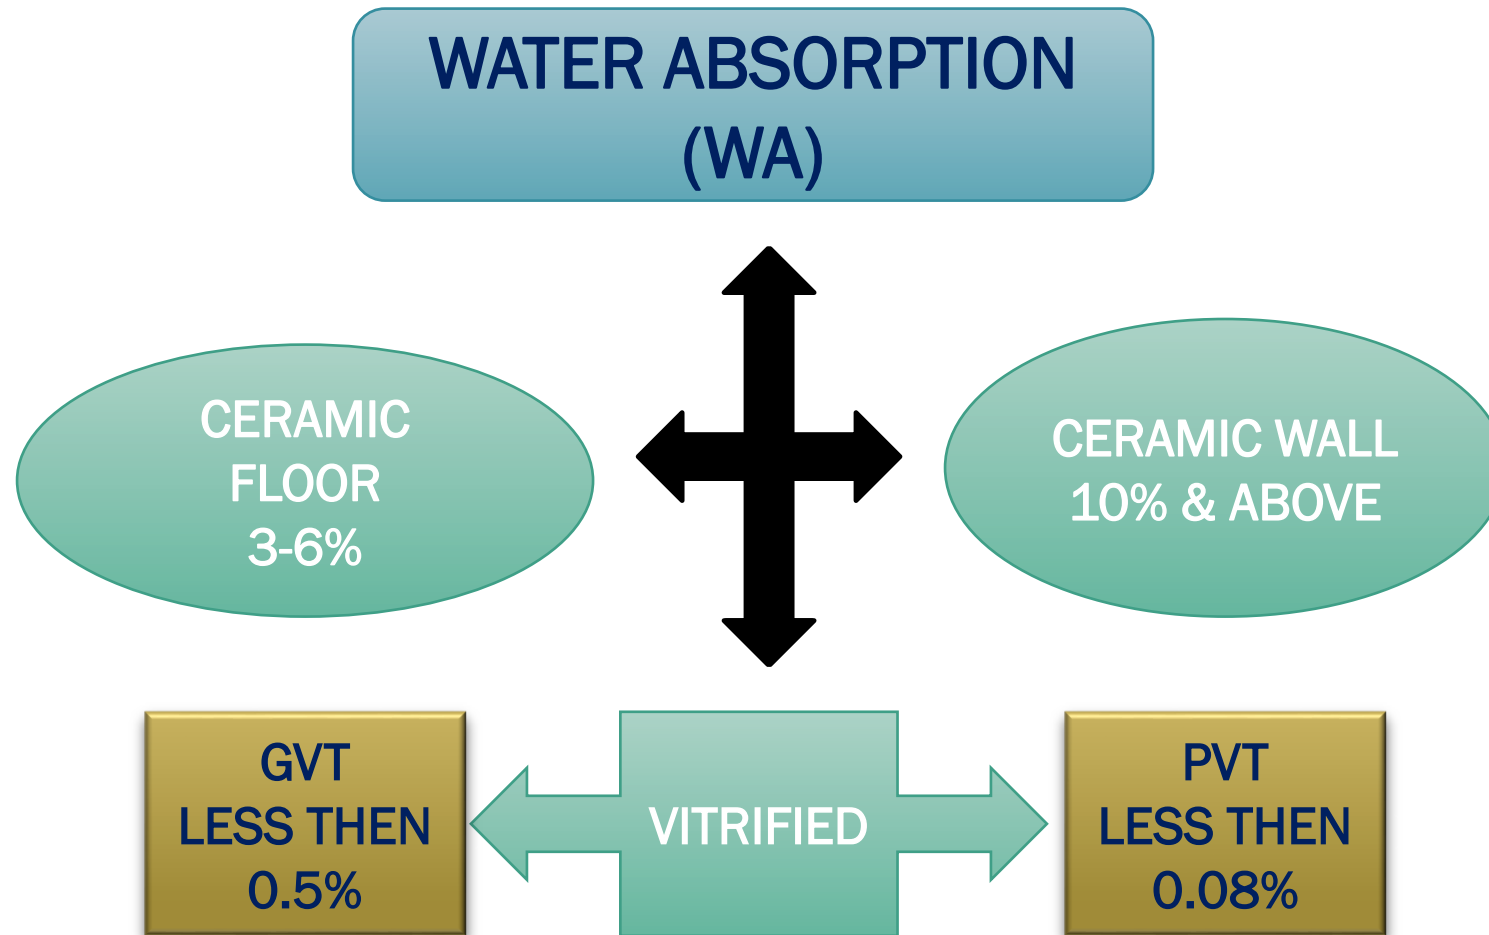 WATER ABSORPTION
(WA)
CERAMIC
FLOOR
3-6%
CERAMIC WALL
10% & ABOVE
GVT
LESS THEN
0.5%
VITRIFIED
PVT
LESS THEN
0.08%